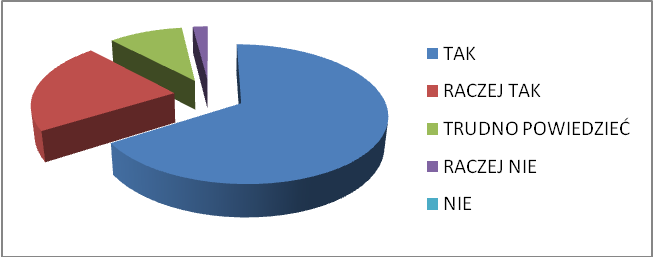 TAK
RACZEJ TAK
TRUDNO POWIEDZIEĆ
RACZEJ NIE
NIE